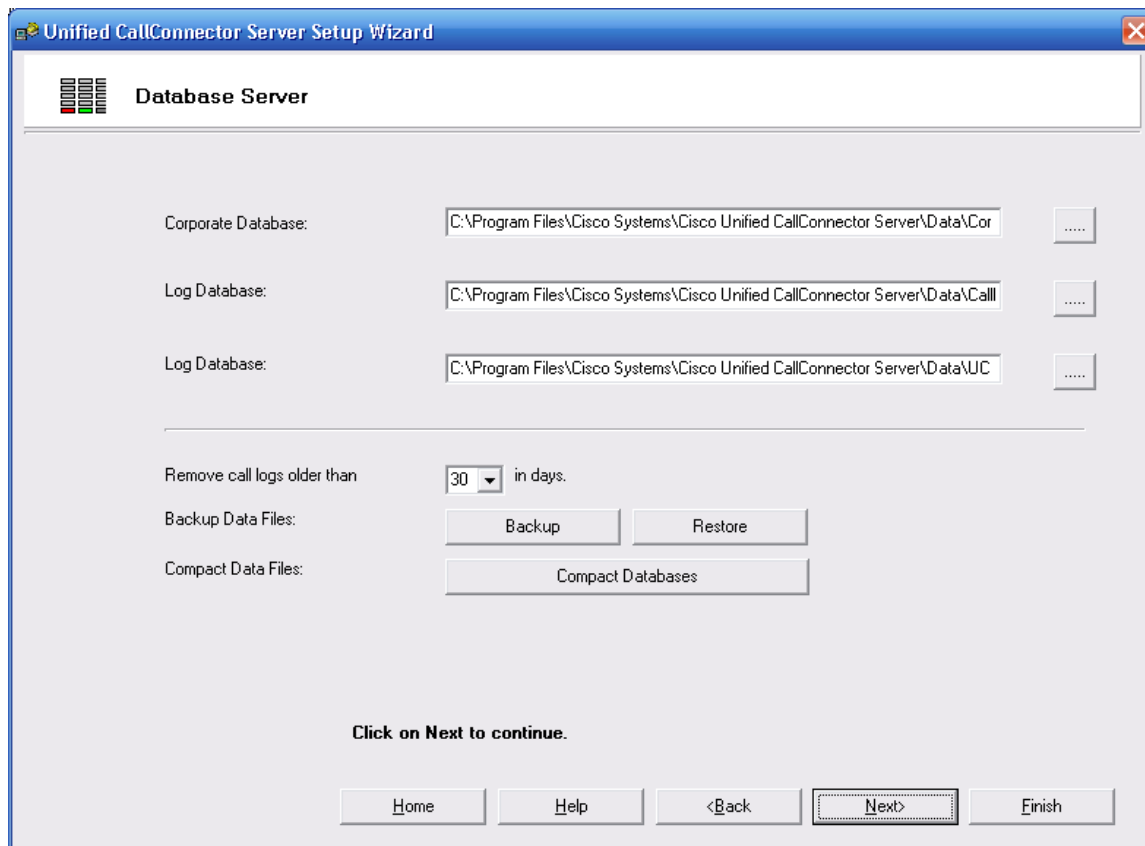 Unified CallConnector Server Setup Wizard
Database Server
Corporate Database: C:\Program Files\Cisco Systems\Cisco Unified CallConnector Server\Data\Cor .....
Log Database: C:\Program Files\Cisco Systems\Cisco Unified CallConnector Server\Data\Calll .....
Log Database: C:\Program Files\Cisco Systems\Cisco Unified CallConnector Server\Data\UC .....
Remove call logs older than 30 in days.
Backup Data Files: Backup Restore
Compact Data Files: Compact Databases
Click on Next to continue.
Home Help <Back Next> Finish